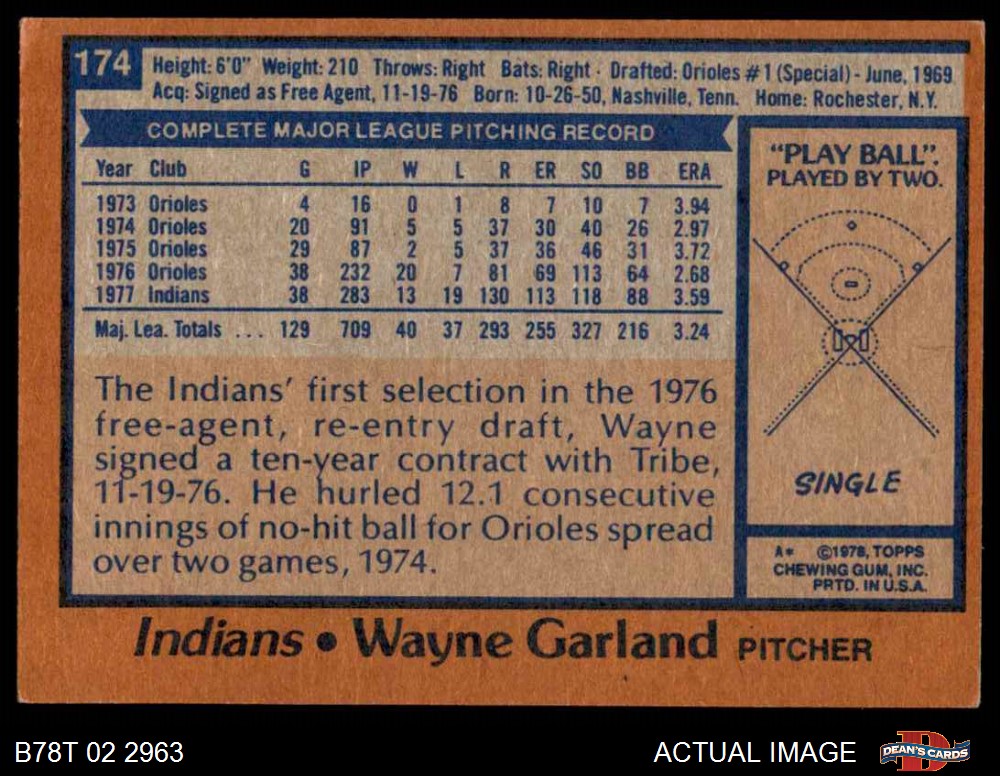 174
Height: 6'0" Weight: 210 Throws: Right Bats: Right · Drafted: Orioles #1 (Special) - June, 1969
Acq: Signed as Free Agent, 11-19-76 Born: 10-26-50, Nashville, Tenn. Home: Rochester, N.Y.
COMPLETE MAJOR LEAGUE PITCHING RECORD
Year Club G IP W L R ER SO BB ERA
1973 Orioles 4 16 0 1 8 7 10 7 3.94
1974 Orioles 20 91 5 5 37 30 40 26 2.97
1975 Orioles 29 87 2 5 37 36 46 31 3.72
1976 Orioles 38 232 20 7 81 69 113 64 2.68
1977 Indians 38 283 13 19 130 113 118 88 3.59
Maj. Lea. Totals ... 129 709 40 37 293 255 327 216 3.24
The Indians' first selection in the 1976
free-agent, re-entry draft, Wayne
signed a ten-year contract with Tribe,
11-19-76. He hurled 12.1 consecutive
innings of no-hit ball for Orioles spread
over two games, 1974.
"PLAY BALL".
PLAYED BY TWO.
SINGLE
A* ©1978, TOPPS
CHEWING GUM, INC.
PRTD. IN U.S.A.
Indians • Wayne Garland PITCHER
B78T 02 2963
ACTUAL IMAGE
D
DEAN'S CARDS